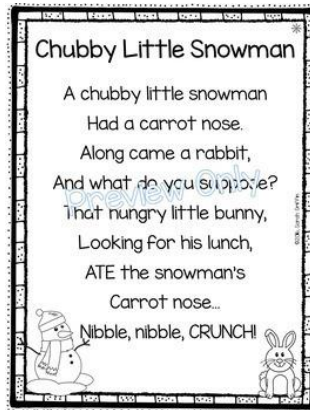 Chubby Little Snowman
A chubby little snowman
Had a carrot nose.
Along came a rabbit,
And what do you suppose?
That hungry little bunny,
Looking for his lunch,
ATE the snowman's
Carrot nose...
Nibble, nibble, CRUNCH!
Preview Only